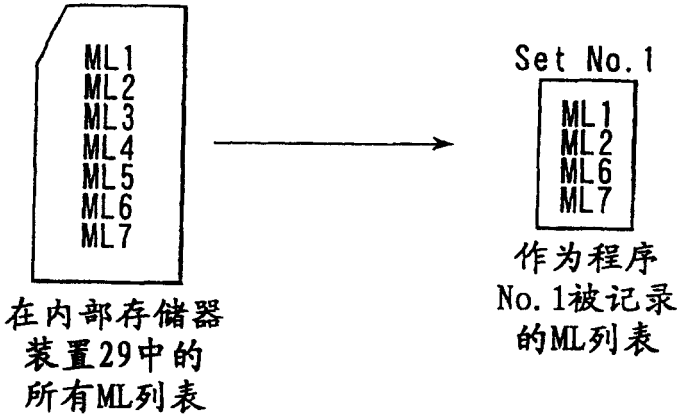 ML1
ML2
ML3
ML4
ML5
ML6
ML7
在内部存储器
装置29中的
所有ML列表
Set No.1
ML1
ML2
ML6
ML7
作为程序
No.1被记录
的ML列表